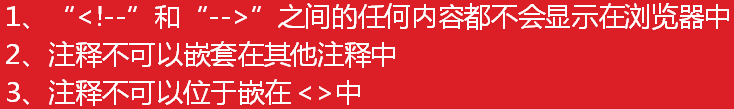 1、“<!--”和“-->”之间的任何内容都不会显示在浏览器中
2、注释不可以嵌套在其他注释中
3、注释不可以位于嵌在<>中